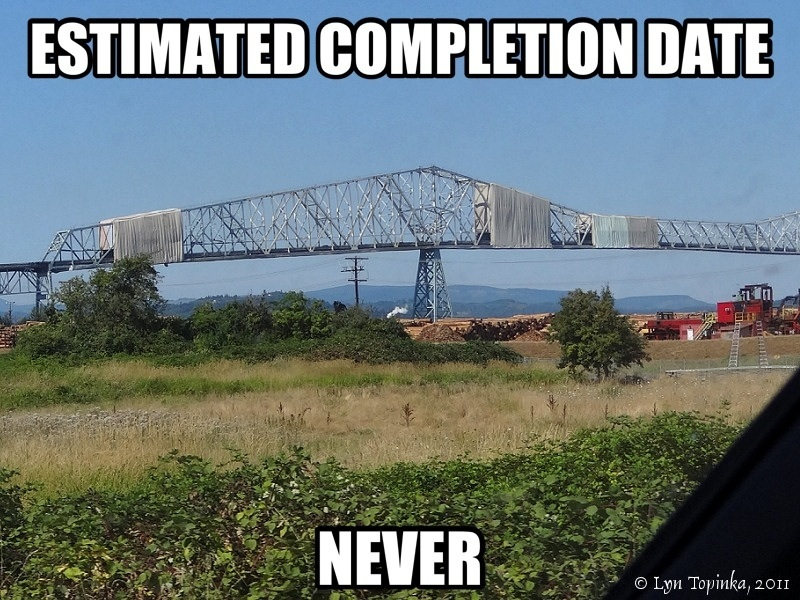 ESTIMATED COMPLETION DATE
NEVER
© Lyn Topinka, 2011